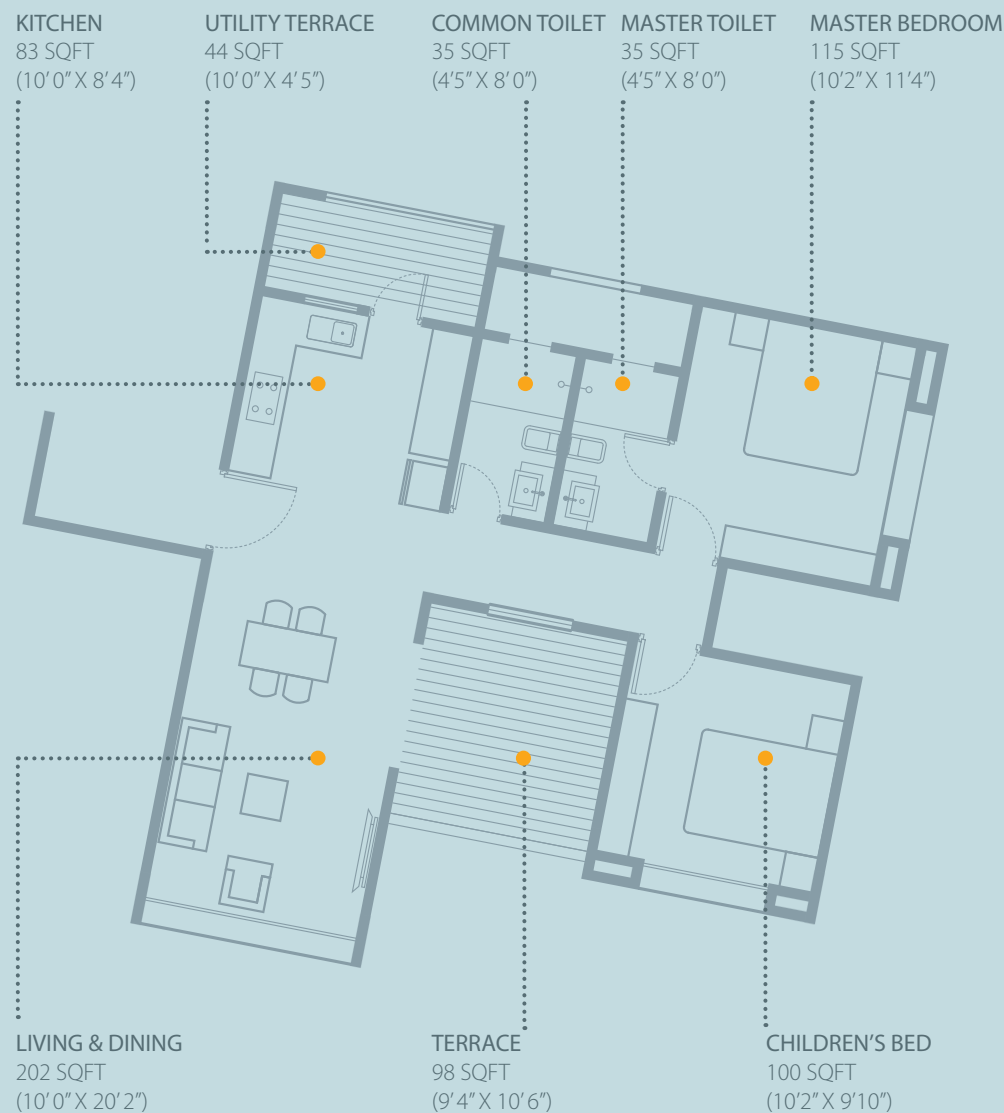 KITCHEN
83 SQFT
(10'0" X 8'4")
UTILITY TERRACE
44 SQFT
(10'0" X 4'5")
COMMON TOILET
35 SQFT
(4'5" X 8'0")
MASTER TOILET
35 SQFT
(4'5" X 8'0")
MASTER BEDROOM
115 SQFT
(10'2" X 11'4")
LIVING & DINING
202 SQFT
(10'0" X 20'2")
TERRACE
98 SQFT
(9'4" X 10'6")
CHILDREN'S BED
100 SQFT
(10'2" X 9'10")